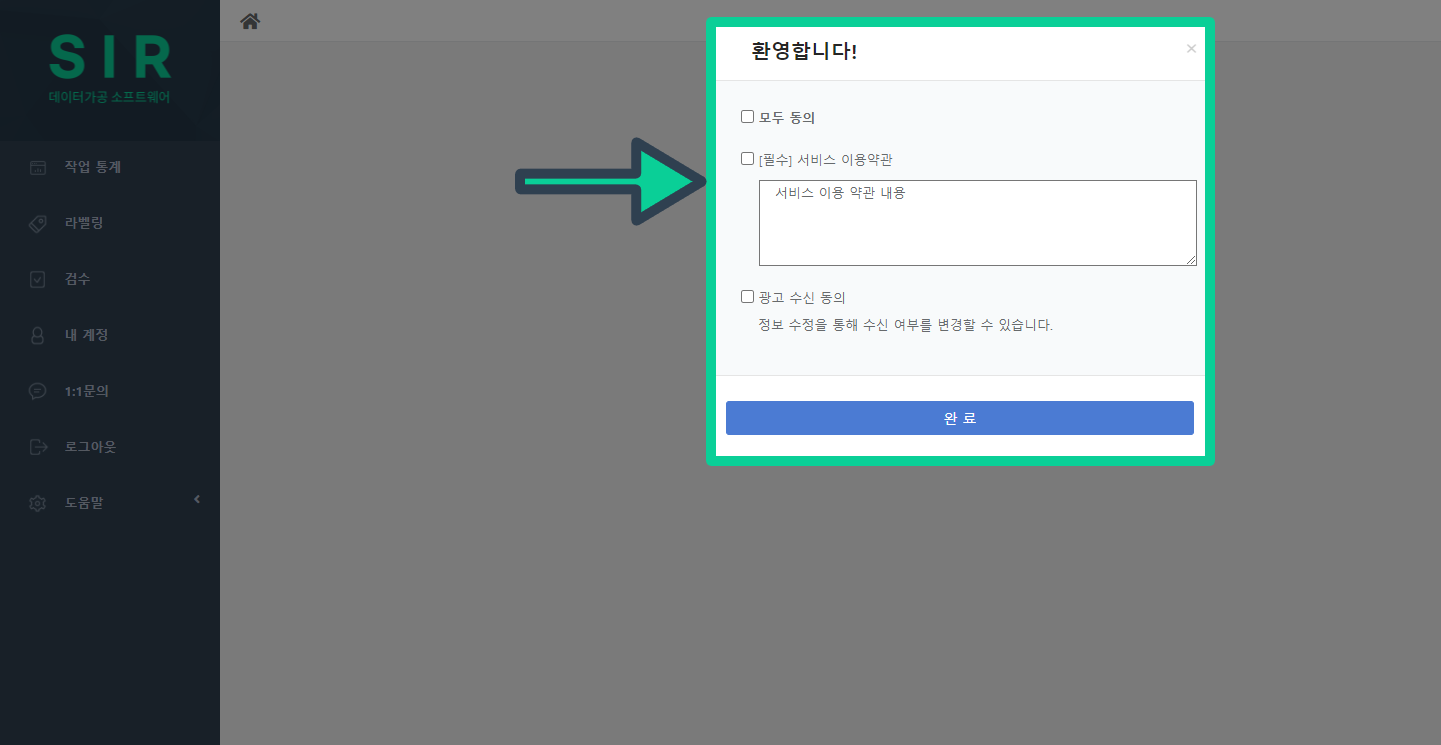 SIR
데이터가공 소프트웨어
작업 통계
라벨링
검수
내 계정
1:1문의
로그아웃
도움말
환영합니다!
×
모두 동의
[필수] 서비스 이용약관
서비스 이용 약관 내용
광고 수신 동의
정보 수정을 통해 수신 여부를 변경할 수 있습니다.
완 료